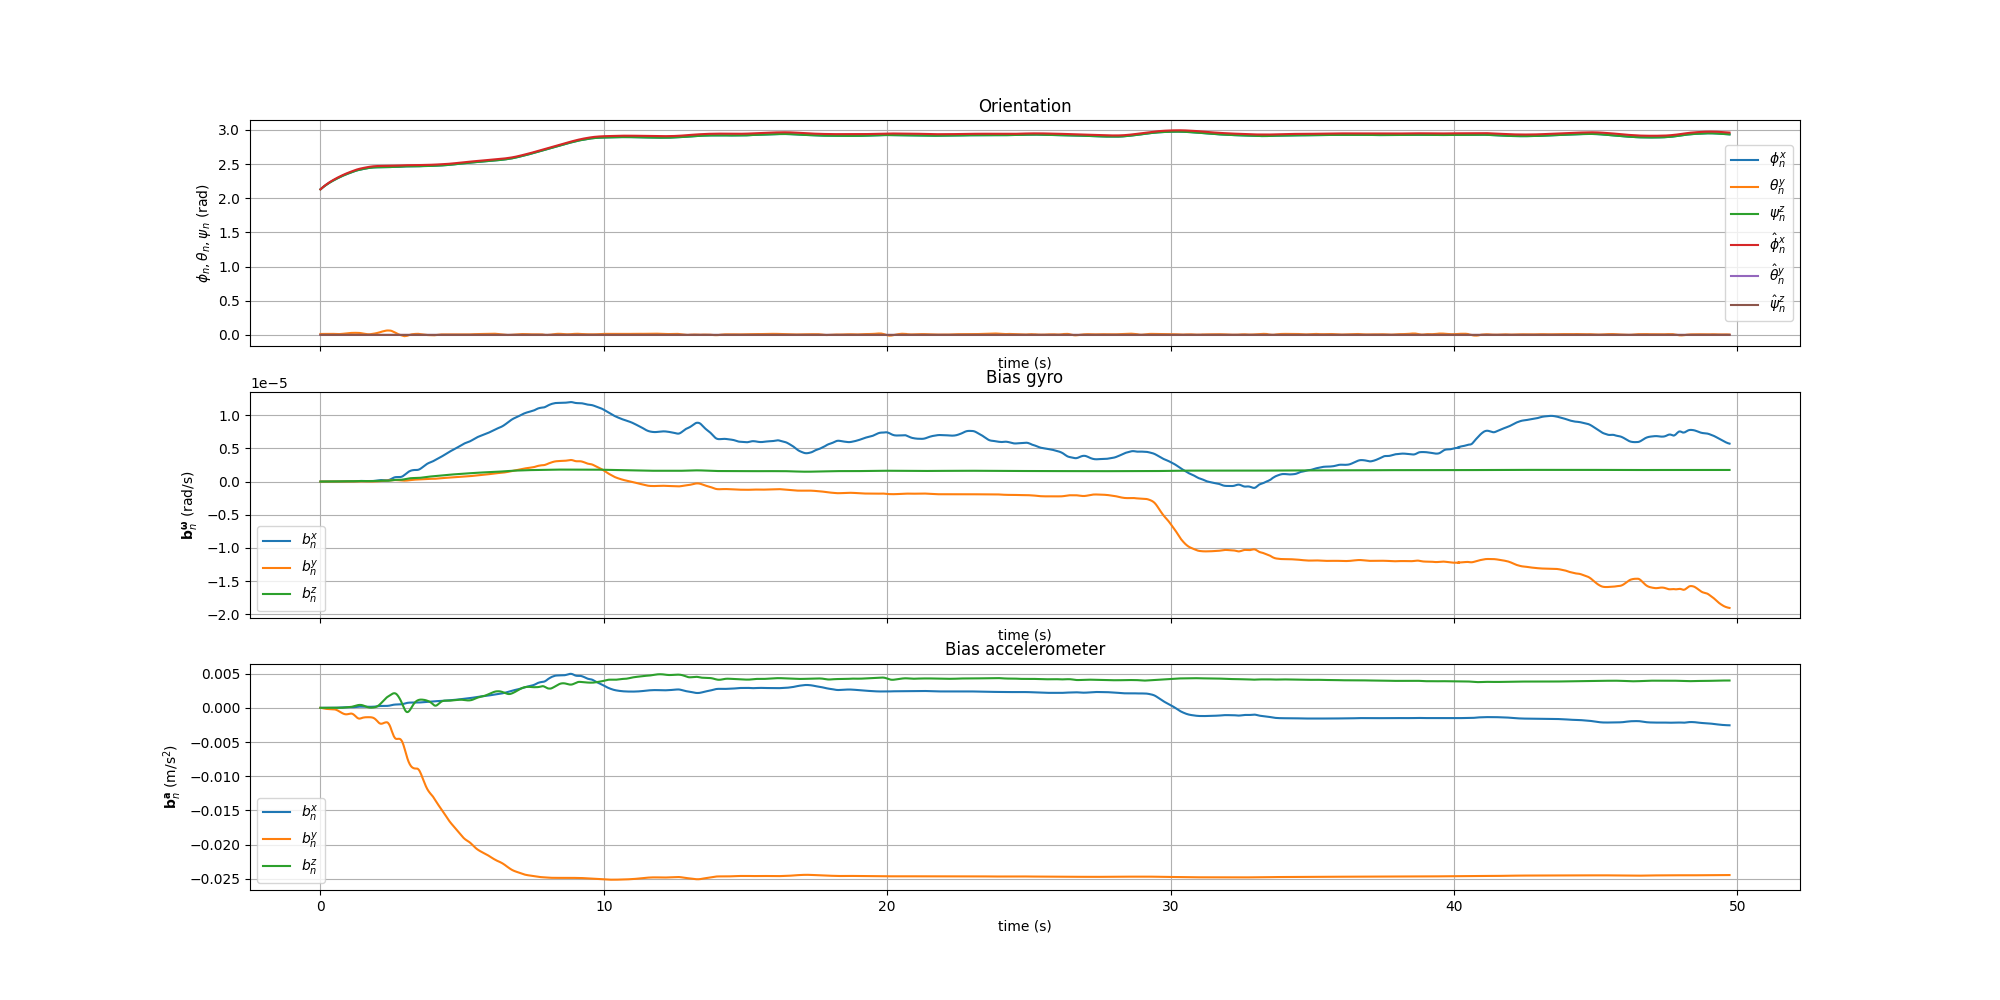 Orientation
3.0
2.5
2.0
1.5
1.0
0.5
0.0
ϕₙ, θₙ, ψₙ (rad)
ϕₙˣ
θₙʸ
ψₙᶻ
ϕ̂ₙˣ
θ̂ₙʸ
ψ̂ₙᶻ
time (s)
Bias gyro
1e−5
1.0
0.5
0.0
−0.5
−1.0
−1.5
−2.0
𝐛ₙ^𝛚 (rad/s)
bₙˣ
bₙʸ
bₙᶻ
time (s)
Bias accelerometer
0.005
0.000
−0.005
−0.010
−0.015
−0.020
−0.025
𝐛ₙ^𝐚 (m/s²)
bₙˣ
bₙʸ
bₙᶻ
0 10 20 30 40 50
time (s)